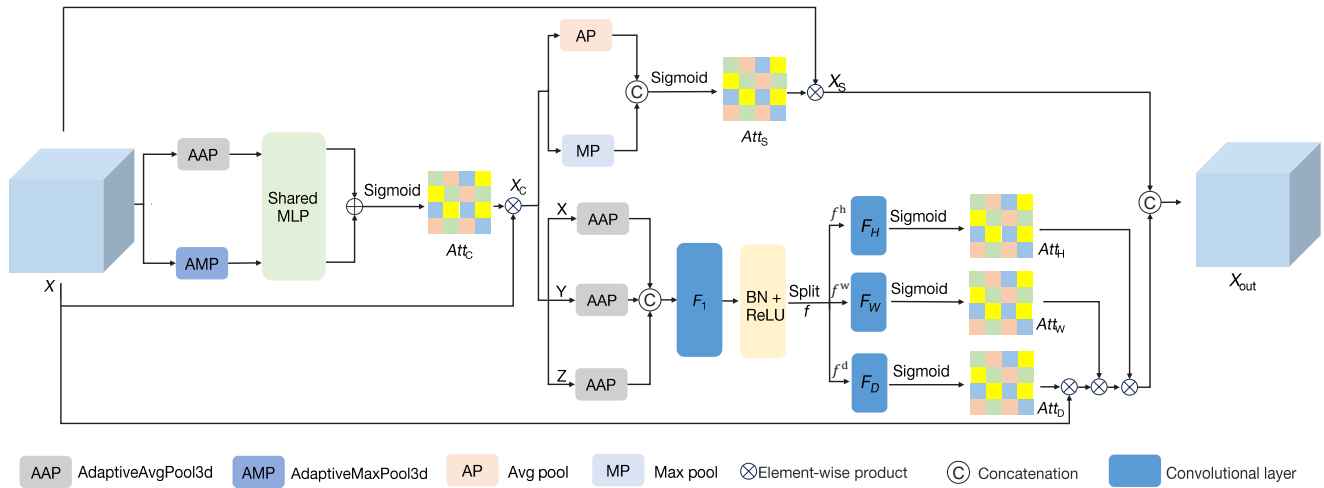 X
AAP
AMP
Shared
MLP
Sigmoid
Att_C
X_C
AP
MP
C
Sigmoid
Att_S
X_S
X
AAP
Y
AAP
Z
AAP
C
F_1
BN +
ReLU
Split
f
f^h
F_H
Sigmoid
Att_H
f^w
F_W
Sigmoid
Att_W
f^d
F_D
Sigmoid
Att_D
C
X_out
AAP AdaptiveAvgPool3d AMP AdaptiveMaxPool3d AP Avg pool MP Max pool Element-wise product C Concatenation Convolutional layer